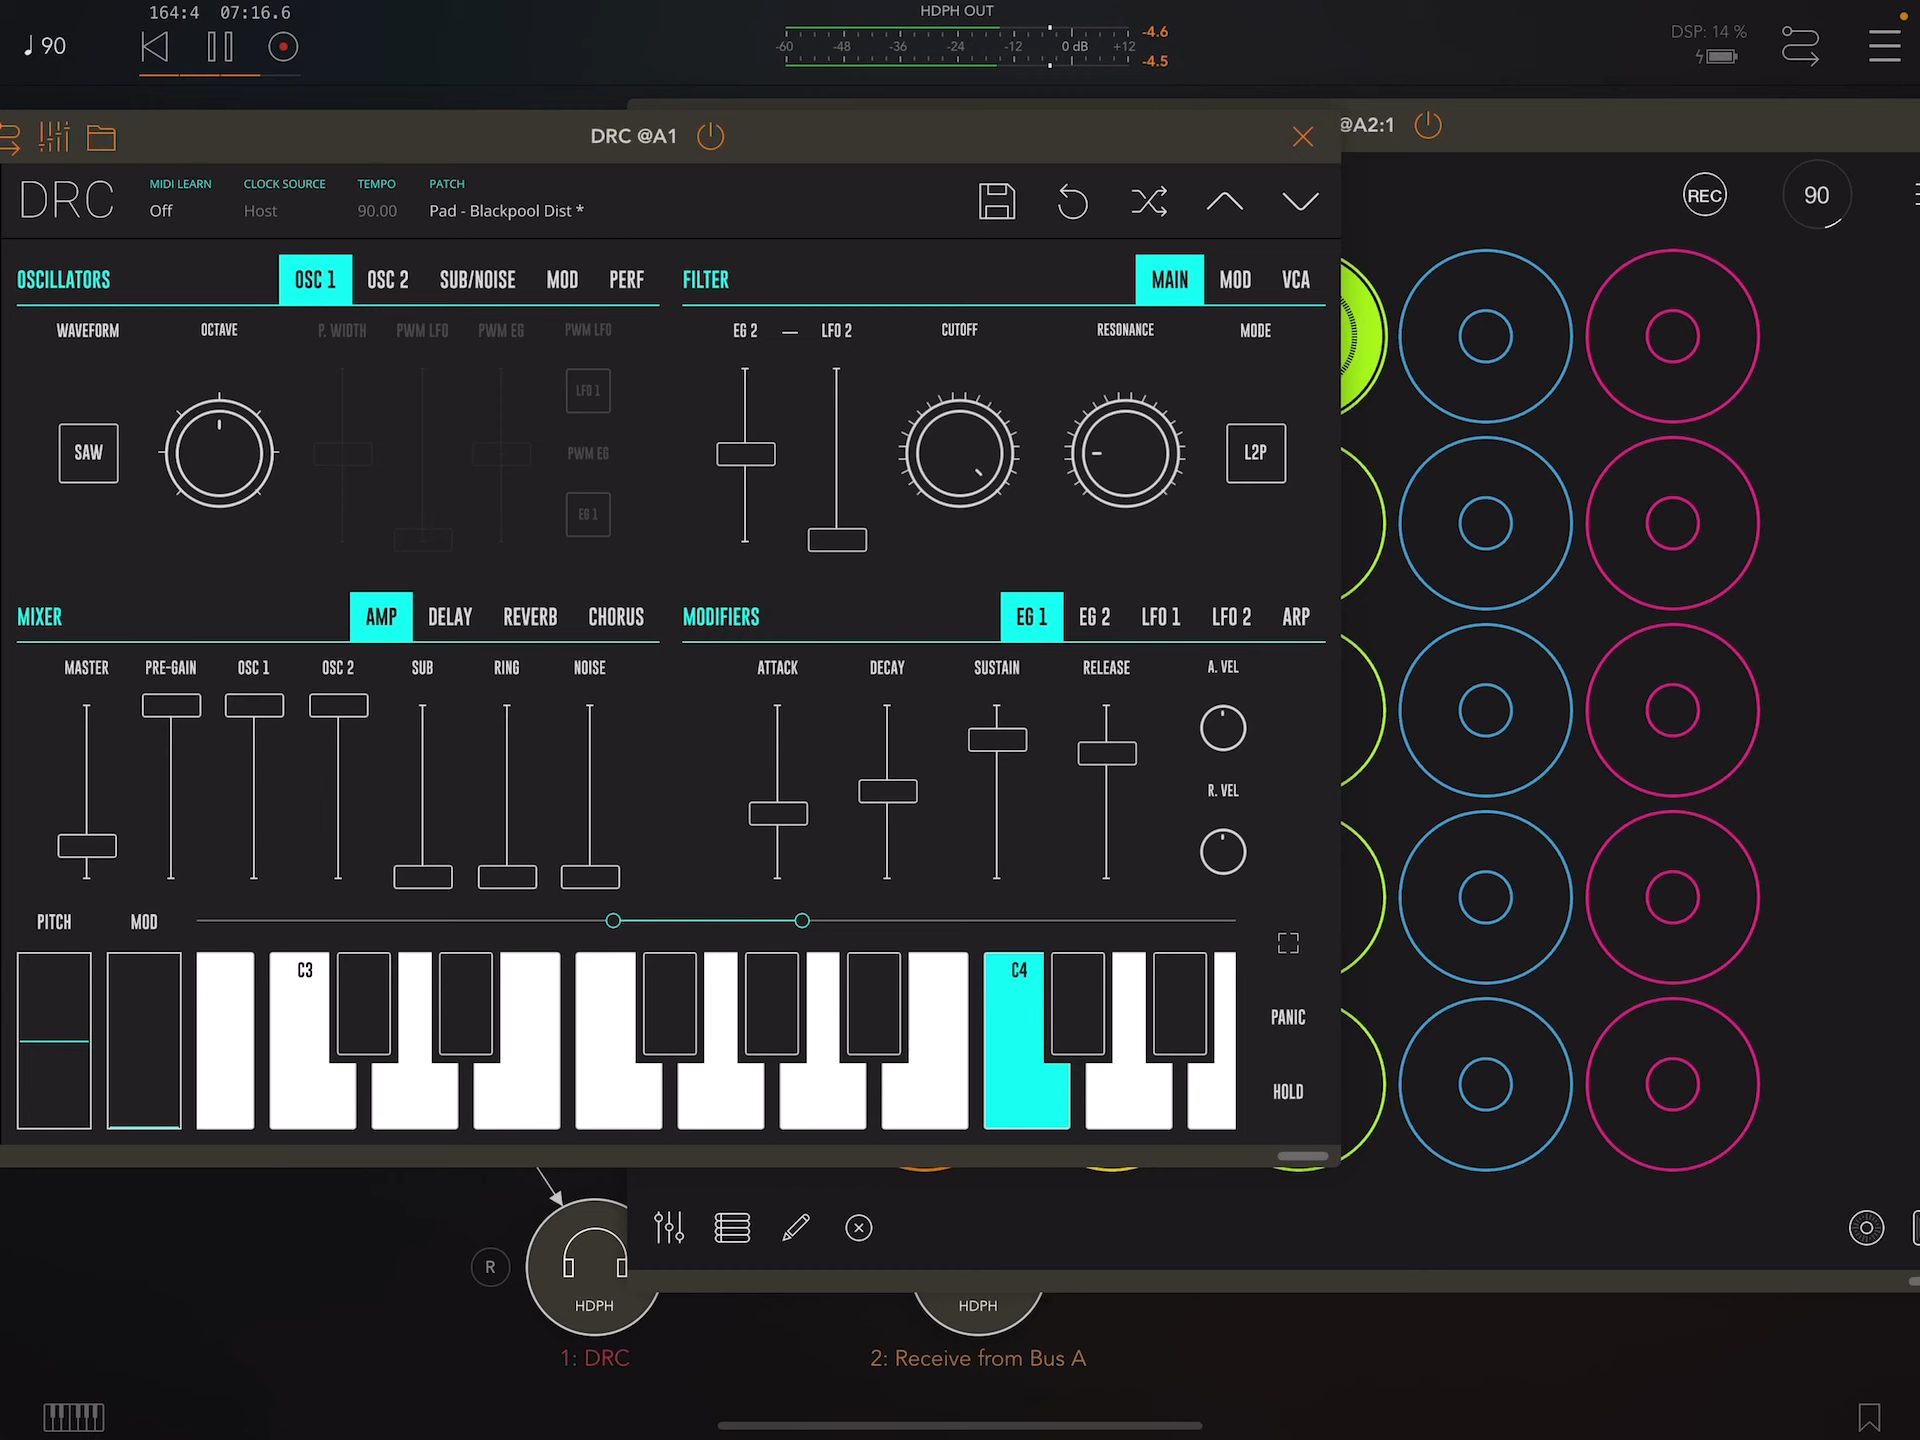 164:4 07:16.6
♩ 90
HDPH OUT
-60 -48 -36 -24 -12 0 dB +12
-4.6
-4.5
DSP: 14 %
DRC @A1
@A2:1
DRC
MIDI LEARN
Off
CLOCK SOURCE
Host
TEMPO
90.00
PATCH
Pad - Blackpool Dist *
REC
90
OSCILLATORS
OSC 1 OSC 2 SUB/NOISE MOD PERF
WAVEFORM OCTAVE P. WIDTH PWM LFO PWM EG PWM LFO
SAW
LFO 1
PWM EG
EG 1
FILTER
MAIN MOD VCA
EG 2 — LFO 2 CUTOFF RESONANCE MODE
L2P
MIXER
AMP DELAY REVERB CHORUS
MASTER PRE-GAIN OSC 1 OSC 2 SUB RING NOISE
MODIFIERS
EG 1 EG 2 LFO 1 LFO 2 ARP
ATTACK DECAY SUSTAIN RELEASE A. VEL
R. VEL
PITCH MOD
C3 C4
PANIC
HOLD
R
HDPH
HDPH
1: DRC
2: Receive from Bus A